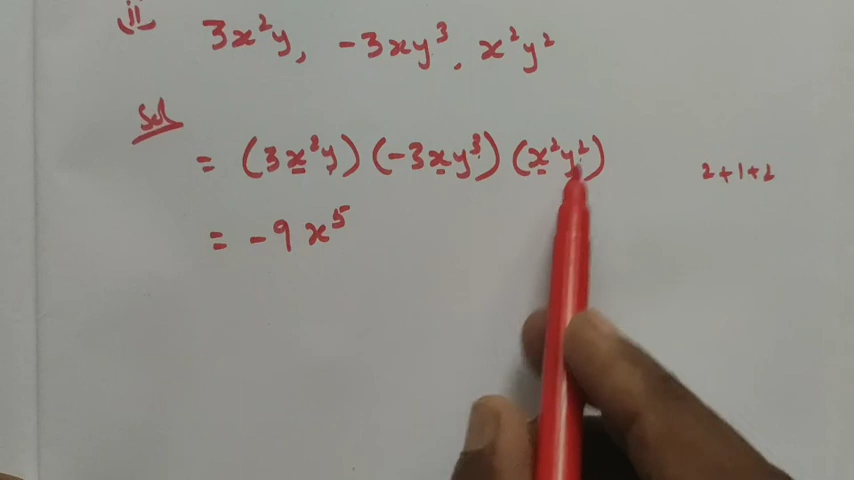 ii) 3x²y, -3xy³, x²y²
Sol
= (3x²y) (-3xy³) (x²y²)
2+1+2
= -9x⁵